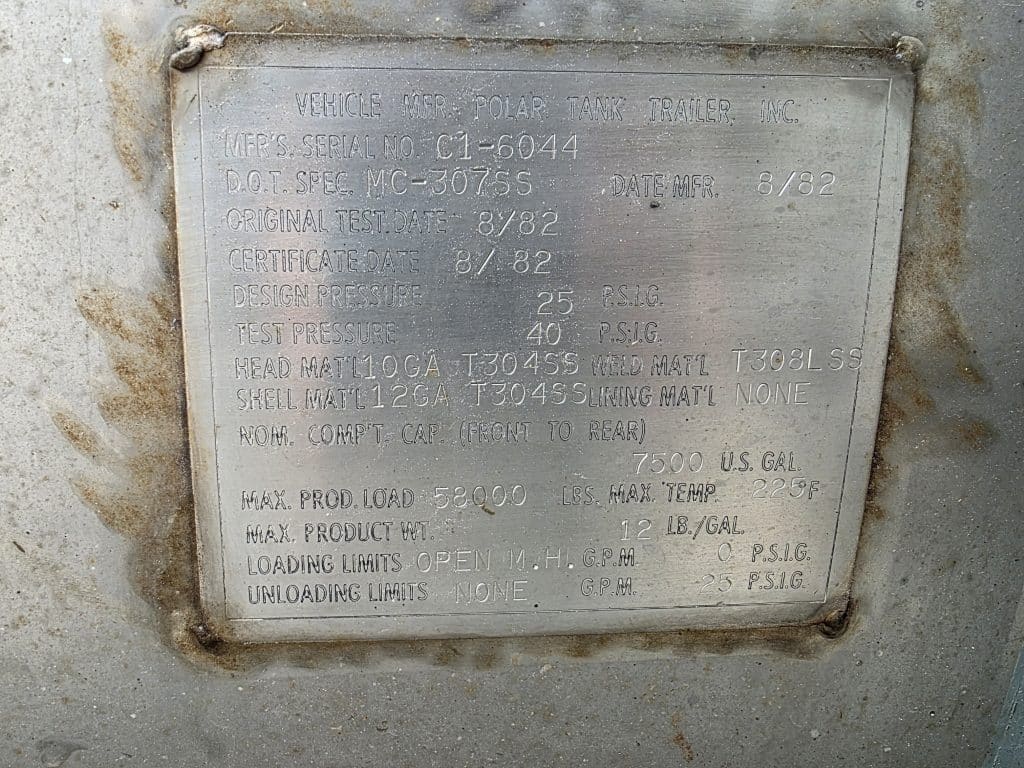 VEHICLE MFR. POLAR TANK TRAILER, INC.
MFR'S. SERIAL NO. C1-6044
D.O.T. SPEC. MC-307SS DATE MFR. 8/82
ORIGINAL TEST DATE 8/82
CERTIFICATE DATE 8/ 82
DESIGN PRESSURE 25 P.S.I.G.
TEST PRESSURE 40 P.S.I.G.
HEAD MAT'L 10GA T304SS WELD MAT'L T308LSS
SHELL MAT'L 12GA T304SS LINING MAT'L NONE
NOM. COMP'T. CAP. (FRONT TO REAR)
7500 U.S. GAL.
MAX. PROD. LOAD 58000 LBS. MAX. TEMP. 225°F
MAX. PRODUCT WT. 12 LB./GAL.
LOADING LIMITS OPEN M.H. G.P.M. 0 P.S.I.G.
UNLOADING LIMITS NONE G.P.M. 25 P.S.I.G.